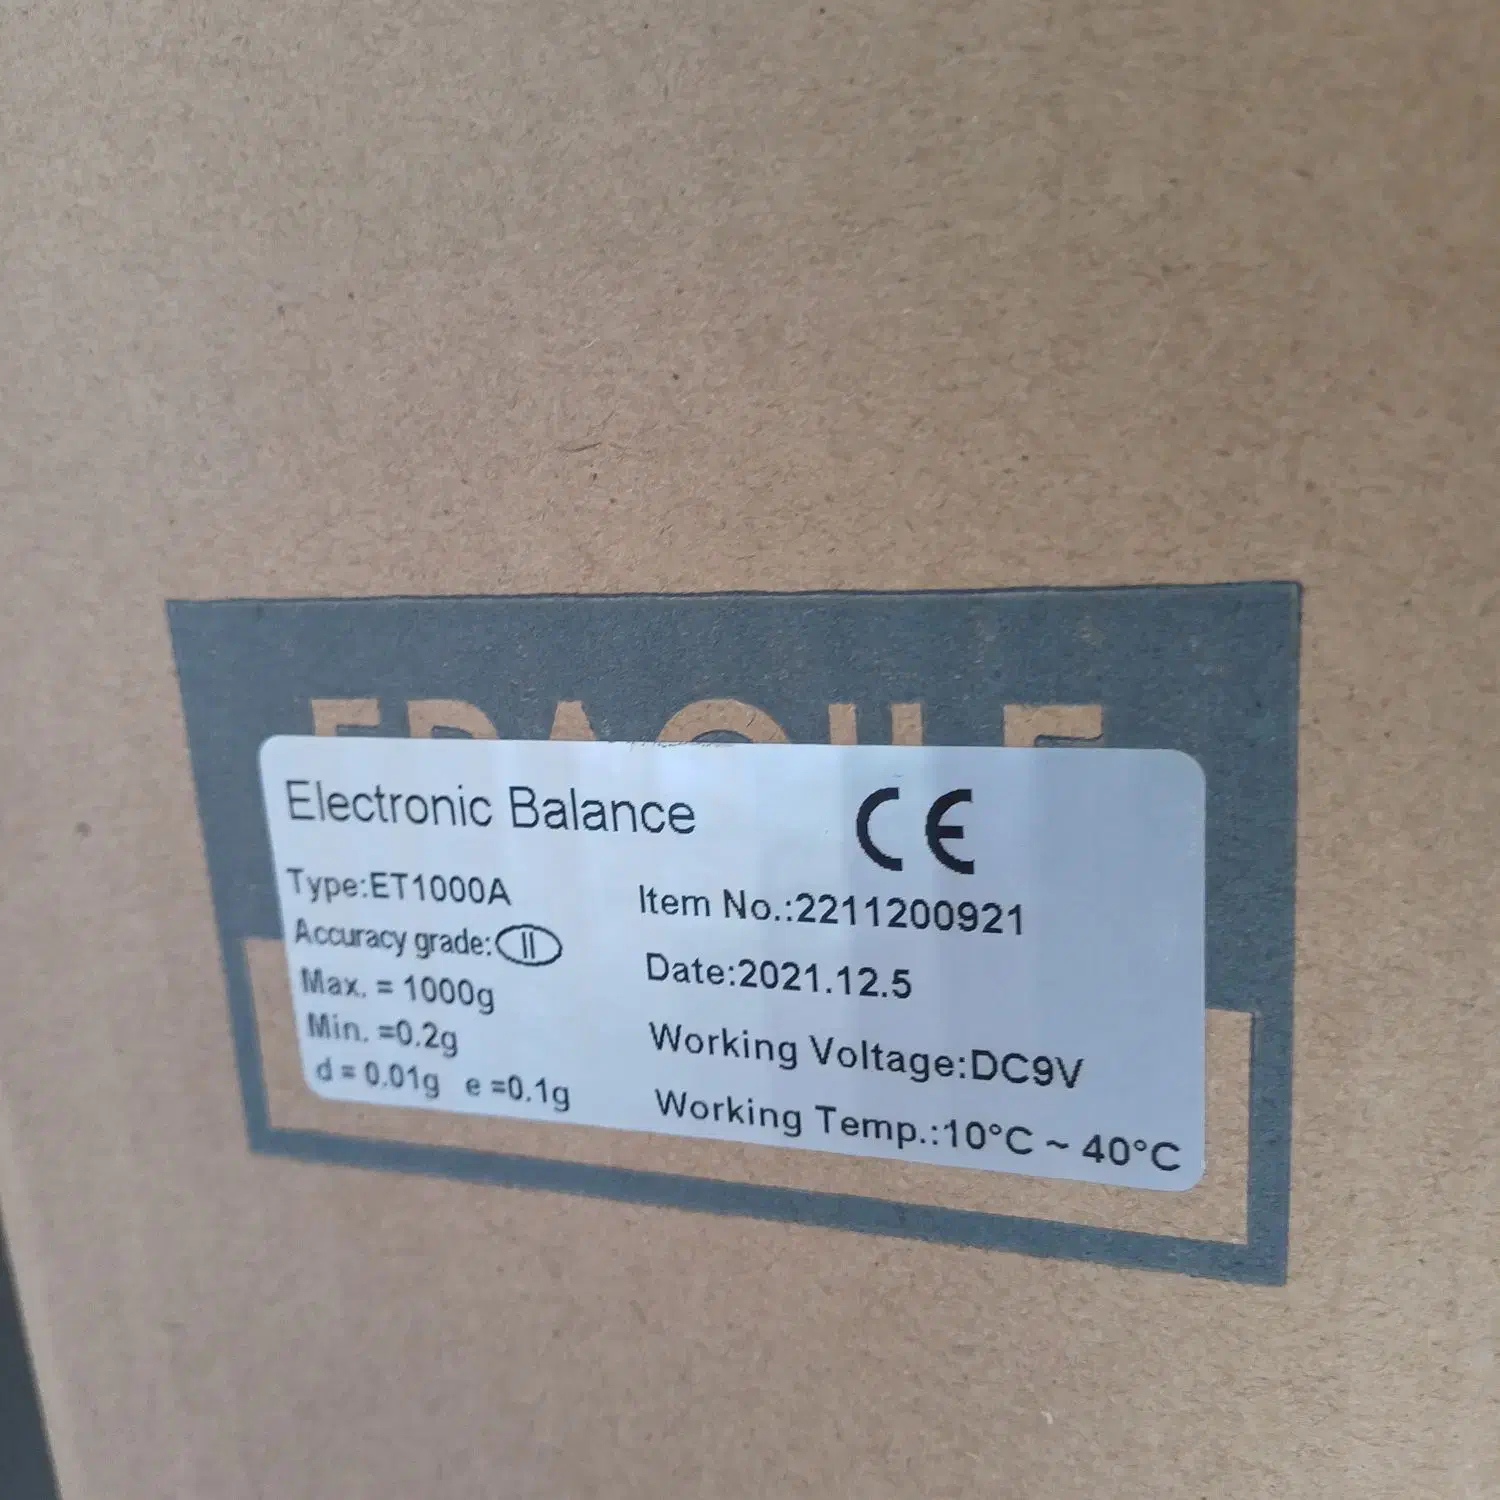 FRAGILE
Electronic Balance CE
Type:ET1000A
Accuracy grade: II
Max. = 1000g
Min. =0.2g
d = 0.01g e =0.1g
Item No.:2211200921
Date:2021.12.5
Working Voltage:DC9V
Working Temp.:10°C ~ 40°C